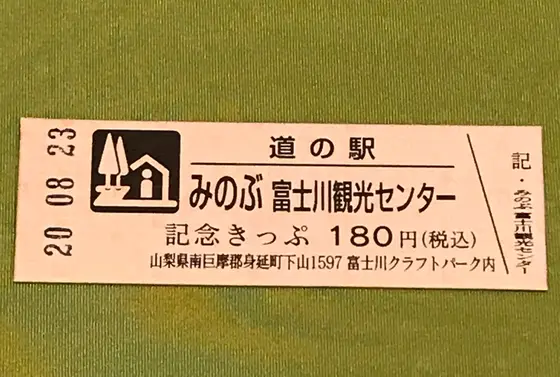 20 08 23
道の駅
みのぶ 富士川観光センター
記念きっぷ 180円(税込)
山梨県南巨摩郡身延町下山1597 富士川クラフトパーク内
記・みのぶ富士川観光センター